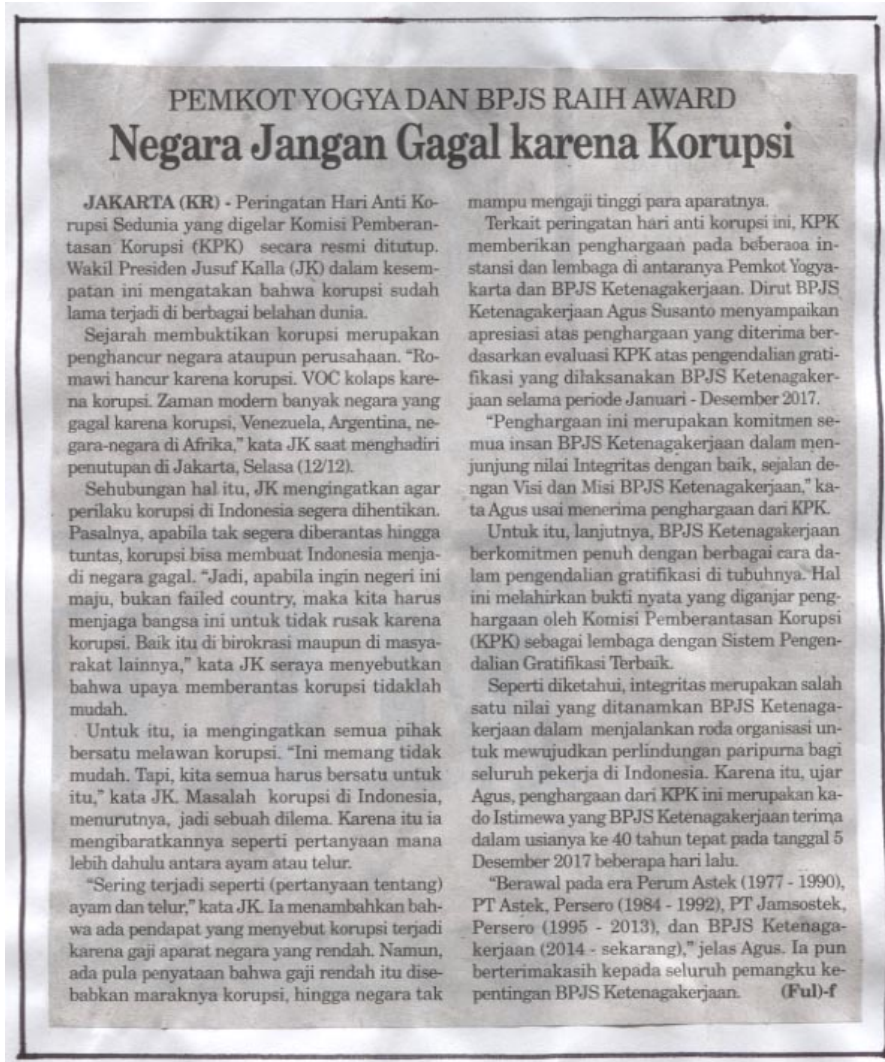 PEMKOT YOGYA DAN BPJS RAIH AWARD
Negara Jangan Gagal karena Korupsi
JAKARTA (KR) - Peringatan Hari Anti Ko-
rupsi Sedunia yang digelar Komisi Pemberan-
tasan Korupsi (KPK) secara resmi ditutup.
Wakil Presiden Jusuf Kalla (JK) dalam kesem-
patan ini mengatakan bahwa korupsi sudah
lama terjadi di berbagai belahan dunia.
Sejarah membuktikan korupsi merupakan
penghancur negara ataupun perusahaan. "Ro-
mawi hancur karena korupsi. VOC kolaps kare-
na korupsi. Zaman modern banyak negara yang
gagal karena korupsi, Venezuela, Argentina, ne-
gara-negara di Afrika," kata JK saat menghadiri
penutupan di Jakarta, Selasa (12/12).
Sehubungan hal itu, JK mengingatkan agar
perilaku korupsi di Indonesia segera dihentikan.
Pasalnya, apabila tak segera diberantas hingga
tuntas, korupsi bisa membuat Indonesia menja-
di negara gagal. "Jadi, apabila ingin negeri ini
maju, bukan failed country, maka kita harus
menjaga bangsa ini untuk tidak rusak karena
korupsi. Baik itu di birokrasi maupun di masya-
rakat lainnya," kata JK seraya menyebutkan
bahwa upaya memberantas korupsi tidaklah
mudah.
Untuk itu, ia mengingatkan semua pihak
bersatu melawan korupsi. "Ini memang tidak
mudah. Tapi, kita semua harus bersatu untuk
itu," kata JK. Masalah korupsi di Indonesia,
menurutnya, jadi sebuah dilema. Karena itu ia
mengibaratkannya seperti pertanyaan mana
lebih dahulu antara ayam atau telur.
"Sering terjadi seperti (pertanyaan tentang)
ayam dan telur," kata JK. Ia menambahkan bah-
wa ada pendapat yang menyebut korupsi terjadi
karena gaji aparat negara yang rendah. Namun,
ada pula penyataan bahwa gaji rendah itu dise-
babkan maraknya korupsi, hingga negara tak
mampu mengaji tinggi para aparatnya.
Terkait peringatan hari anti korupsi ini, KPK
memberikan penghargaan pada beberaoa in-
stansi dan lembaga di antaranya Pemkot Yogya-
karta dan BPJS Ketenagakerjaan. Dirut BPJS
Ketenagakerjaan Agus Susanto menyampaikan
apresiasi atas penghargaan yang diterima ber-
dasarkan evaluasi KPK atas pengendalian grati-
fikasi yang dilaksanakan BPJS Ketenagaker-
jaan selama periode Januari - Desember 2017.
"Penghargaan ini merupakan komitmen se-
mua insan BPJS Ketenagakerjaan dalam men-
junjung nilai Integritas dengan baik, sejalan de-
ngan Visi dan Misi BPJS Ketenagakerjaan," ka-
ta Agus usai menerima penghargaan dari KPK.
Untuk itu, lanjutnya, BPJS Ketenagakerjaan
berkomitmen penuh dengan berbagai cara da-
lam pengendalian gratifikasi di tubuhnya. Hal
ini melahirkan bukti nyata yang diganjar peng-
hargaan oleh Komisi Pemberantasan Korupsi
(KPK) sebagai lembaga dengan Sistem Pengen-
dalian Gratifikasi Terbaik.
Seperti diketahui, integritas merupakan salah
satu nilai yang ditanamkan BPJS Ketenaga-
kerjaan dalam menjalankan roda organisasi un-
tuk mewujudkan perlindungan paripurna bagi
seluruh pekerja di Indonesia. Karena itu, ujar
Agus, penghargaan dari KPK ini merupakan ka-
do Istimewa yang BPJS Ketenagakerjaan terima
dalam usianya ke 40 tahun tepat pada tanggal 5
Desember 2017 beberapa hari lalu.
"Berawal pada era Perum Astek (1977 - 1990),
PT Astek, Persero (1984 - 1992), PT Jamsostek,
Persero (1995 - 2013), dan BPJS Ketenaga-
kerjaan (2014 - sekarang)," jelas Agus. Ia pun
berterimakasih kepada seluruh pemangku ke-
pentingan BPJS Ketenagakerjaan. (Ful)-f